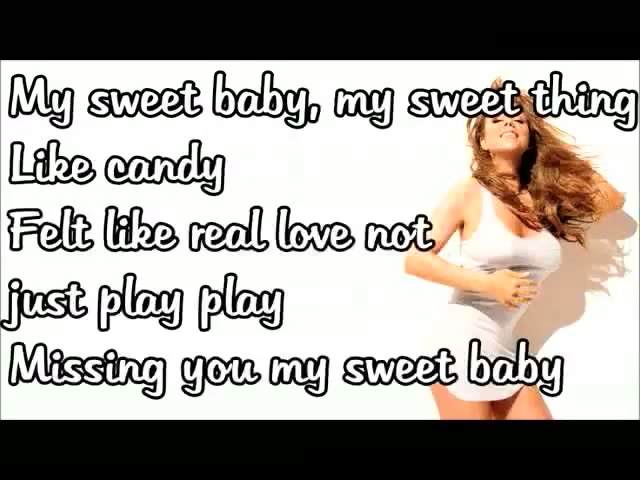 My sweet baby, my sweet thing
Like candy
Felt like real love not
just play play
Missing you my sweet baby